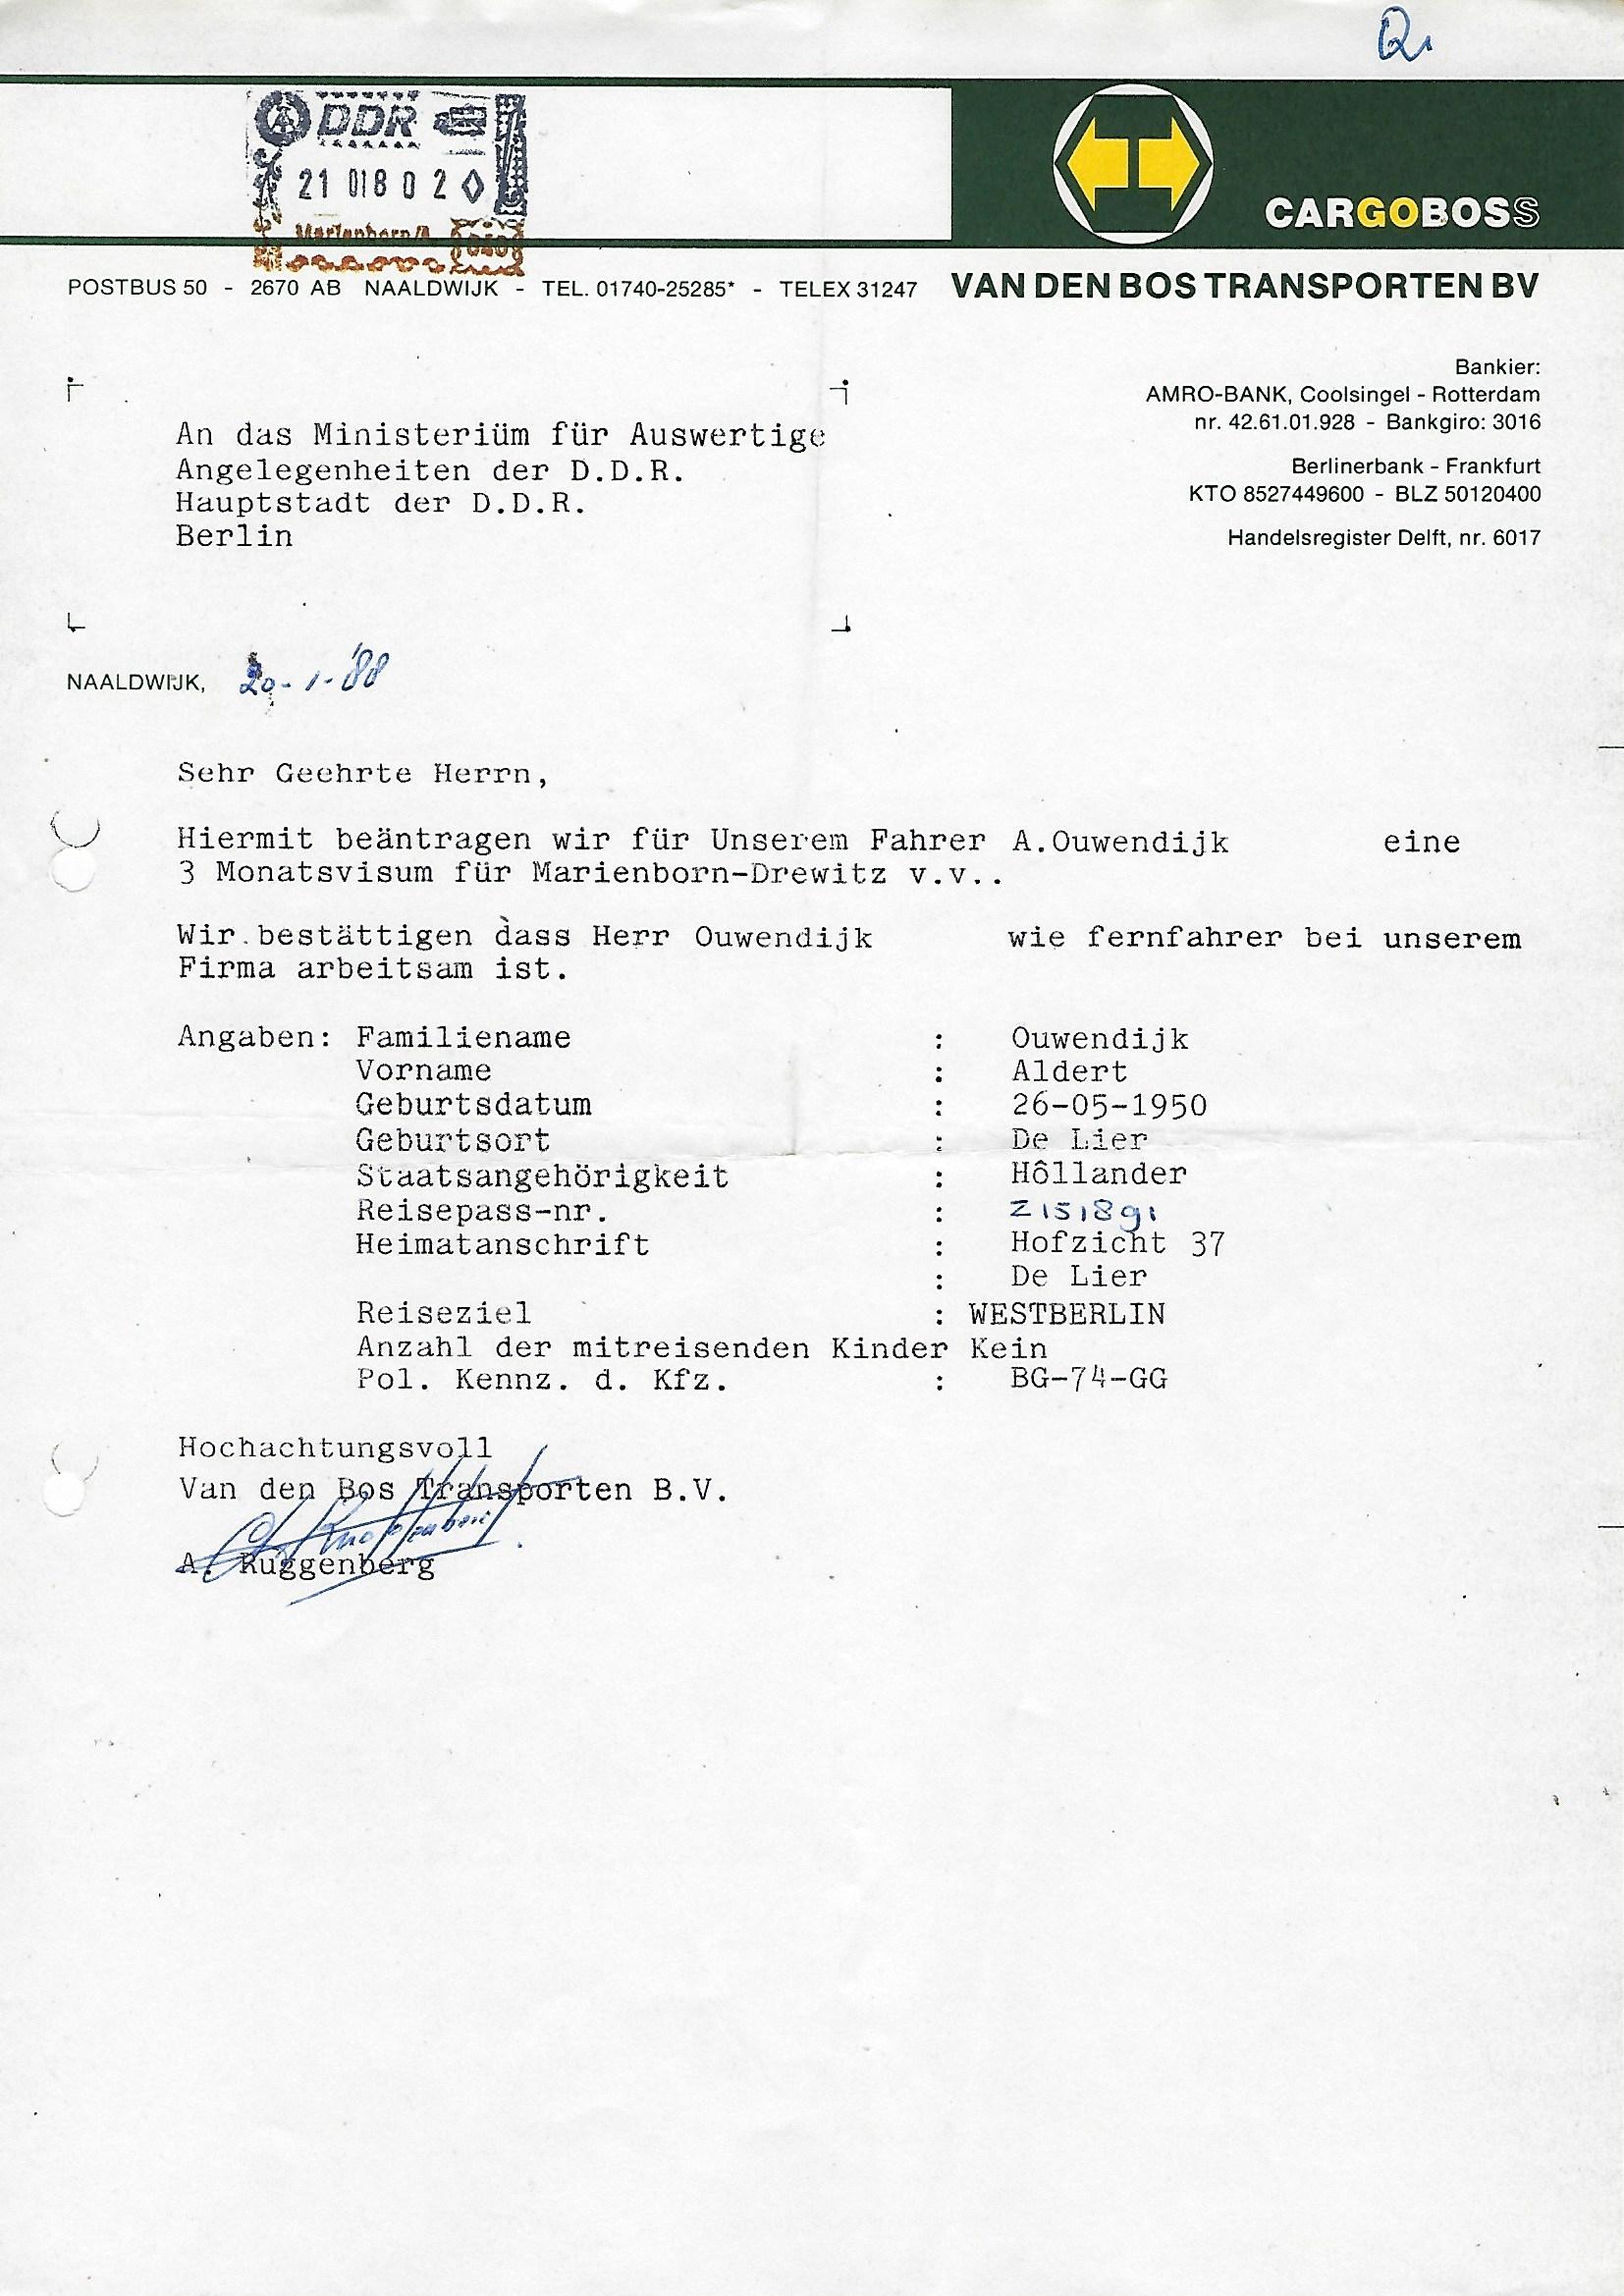 DDR
21 018 0 2
Marienborn/A
CARGOBOSS
POSTBUS 50 - 2670 AB NAALDWIJK - TEL. 01740-25285* - TELEX 31247
VAN DEN BOS TRANSPORTEN BV
Bankier:
AMRO-BANK, Coolsingel - Rotterdam
nr. 42.61.01.928 - Bankgiro: 3016
Berlinerbank - Frankfurt
KTO 8527449600 - BLZ 50120400
Handelsregister Delft, nr. 6017
An das Ministeriüm für Auswertige
Angelegenheiten der D.D.R.
Hauptstadt der D.D.R.
Berlin
NAALDWIJK, 20-1-'88
Sehr Geehrte Herrn,
Hiermit beäntragen wir für Unserem Fahrer A.Ouwendijk eine
3 Monatsvisum für Marienborn-Drewitz v.v..
Wir bestättigen dass Herr Ouwendijk wie fernfahrer bei unserem
Firma arbeitsam ist.
Angaben: Familiename : Ouwendijk
Vorname : Aldert
Geburtsdatum : 26-05-1950
Geburtsort : De Lier
Staatsangehörigkeit : Hôllander
Reisepass-nr. : Z151891
Heimatanschrift : Hofzicht 37
: De Lier
Reiseziel : WESTBERLIN
Anzahl der mitreisenden Kinder Kein
Pol. Kennz. d. Kfz. : BG-74-GG
Hochachtungsvoll
Van den Bos Transporten B.V.
A. Ruggenberg